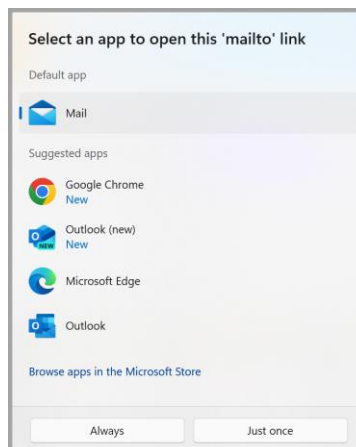 Select an app to open this 'mailto' link
Default app
Mail
Suggested apps
Google Chrome
New
Outlook (new)
New
Microsoft Edge
Outlook
Browse apps in the Microsoft Store
Always
Just once